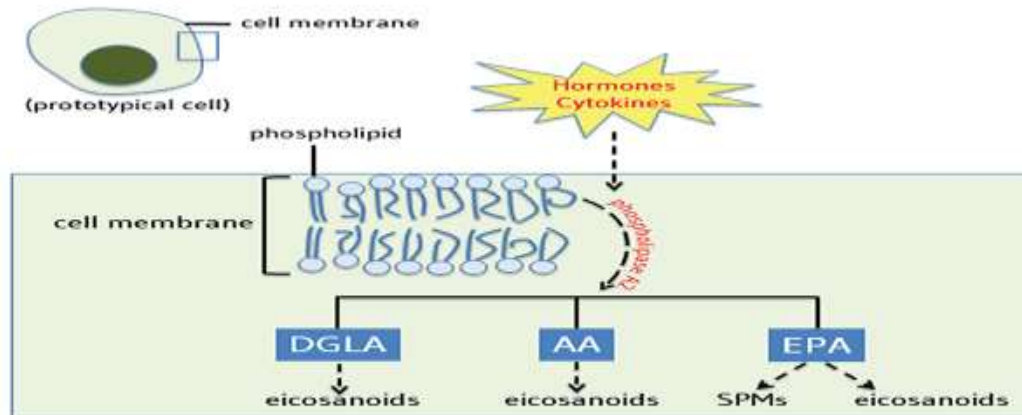 cell membrane
(prototypical cell)
Hormones
Cytokines
phospholipid
cell membrane
phospholipase A2
DGLA
AA
EPA
eicosanoids
eicosanoids
SPMs
eicosanoids